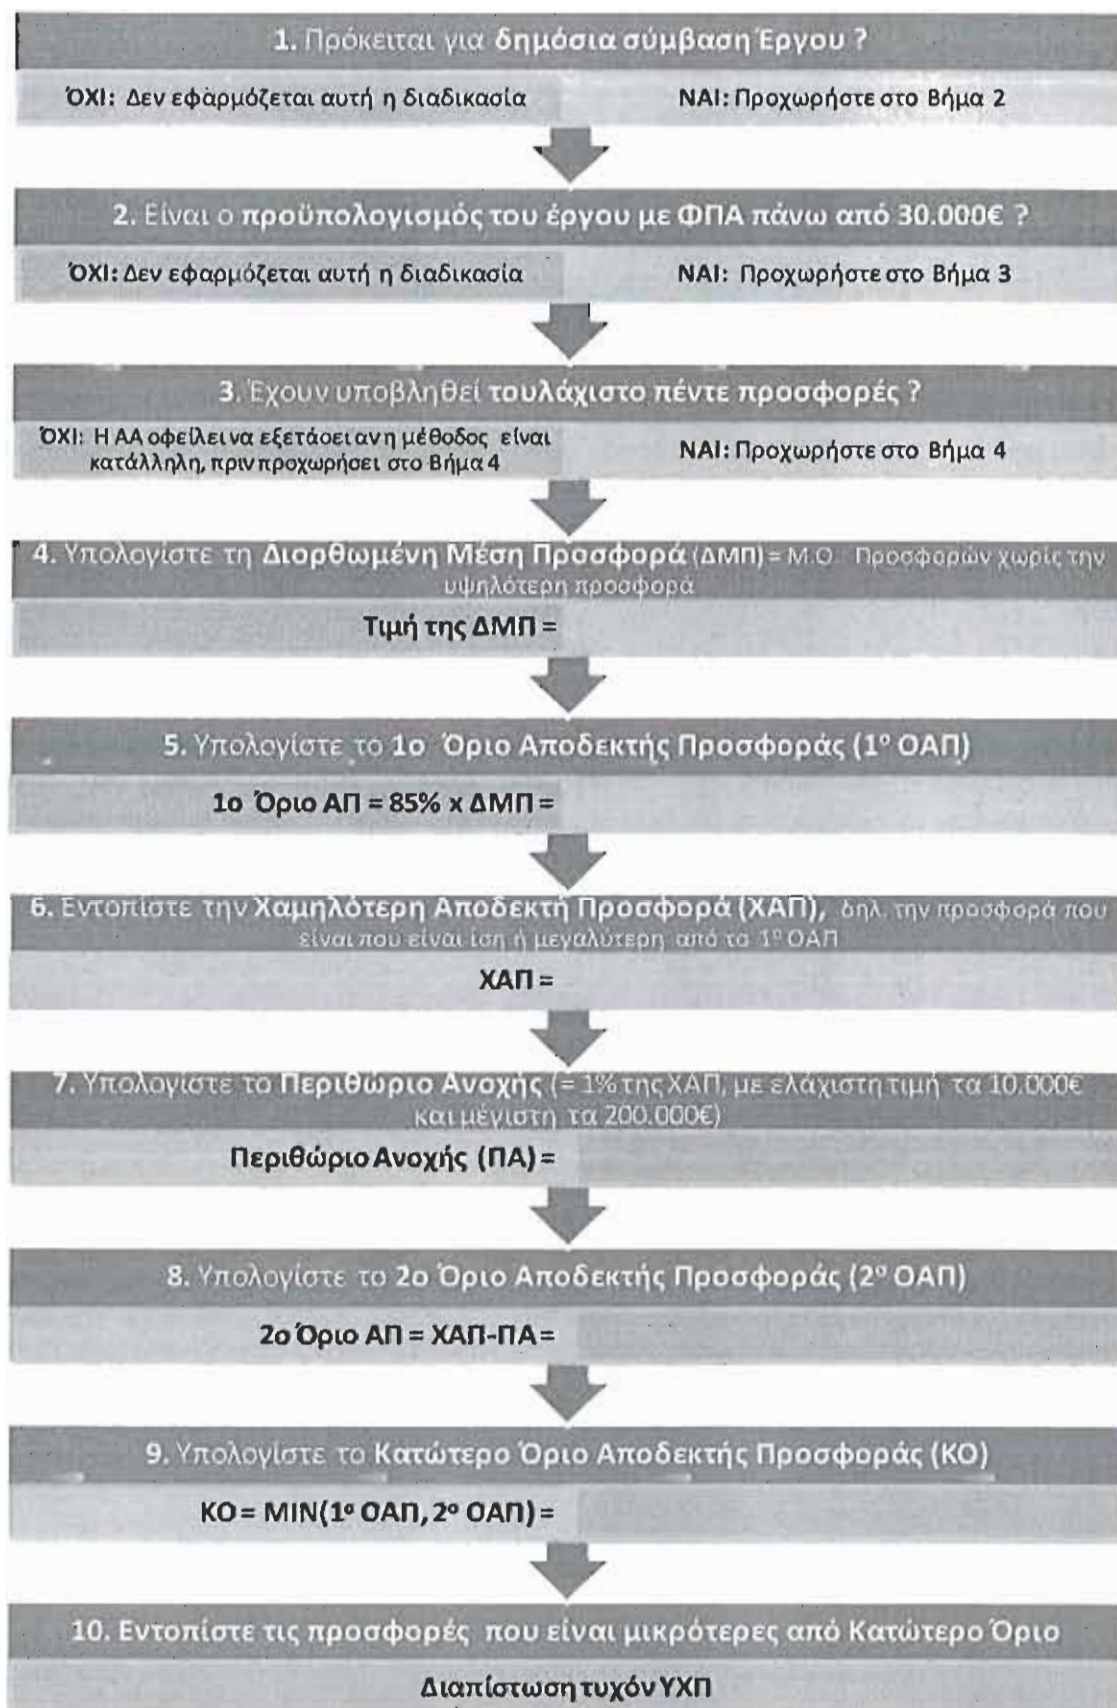 1. Πρόκειται για δημόσια σύμβαση Έργου ?
ΌΧΙ: Δεν εφαρμόζεται αυτή η διαδικασία
ΝΑΙ: Προχωρήστε στο Βήμα 2
2. Είναι ο προϋπολογισμός του έργου με ΦΠΑ πάνω από 30.000€ ?
ΌΧΙ: Δεν εφαρμόζεται αυτή η διαδικασία
ΝΑΙ: Προχωρήστε στο Βήμα 3
3. Έχουν υποβληθεί τουλάχιστο πέντε προσφορές ?
ΌΧΙ: Η ΑΑ οφείλει να εξετάσει αν η μέθοδος είναι
κατάλληλη, πριν προχωρήσει στο Βήμα 4
ΝΑΙ: Προχωρήστε στο Βήμα 4
4. Υπολογίστε τη Διορθωμένη Μέση Προσφορά (ΔΜΠ) = Μ.Ο. Προσφορών χωρίς την
υψηλότερη προσφορά
Τιμή της ΔΜΠ =
5. Υπολογίστε το 1ο Όριο Αποδεκτής Προσφοράς (1º ΟΑΠ)
1ο Όριο ΑΠ = 85% x ΔΜΠ =
6. Εντοπίστε την Χαμηλότερη Αποδεκτή Προσφορά (ΧΑΠ), δηλ. την προσφορά που
είναι που είναι ίση ή μεγαλύτερη από το 1º ΟΑΠ
ΧΑΠ =
7. Υπολογίστε το Περιθώριο Ανοχής (= 1% της ΧΑΠ, με ελάχιστη τιμή τα 10.000€
και μέγιστη τα 200.000€)
Περιθώριο Ανοχής (ΠΑ) =
8. Υπολογίστε το 2ο Όριο Αποδεκτής Προσφοράς (2º ΟΑΠ)
2ο Όριο ΑΠ = ΧΑΠ-ΠΑ =
9. Υπολογίστε το Κατώτερο Όριο Αποδεκτής Προσφοράς (ΚΟ)
ΚΟ = MIN(1º ΟΑΠ, 2º ΟΑΠ) =
10. Εντοπίστε τις προσφορές που είναι μικρότερες από Κατώτερο Όριο
Διαπίστωση τυχόν ΥΧΠ